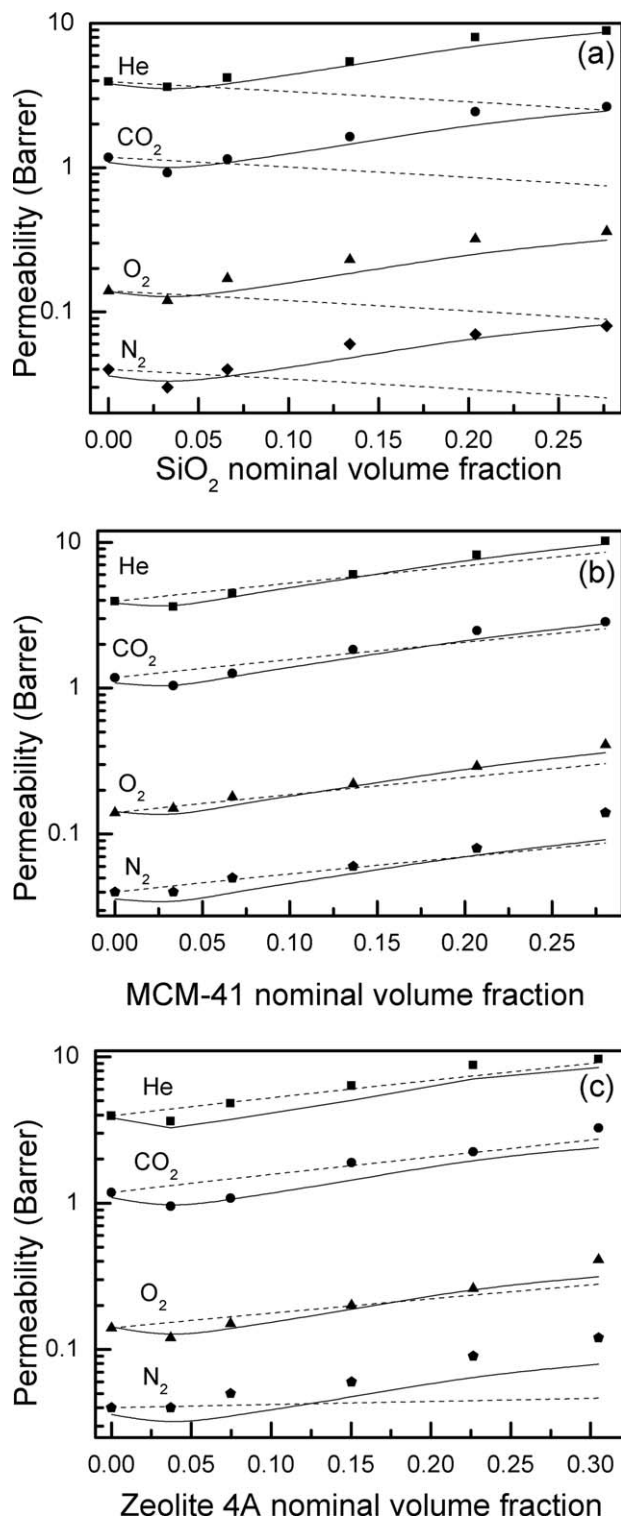 10
(a)
He
CO₂
1
O₂
0.1
N₂
Permeability (Barrer)
0.00 0.05 0.10 0.15 0.20 0.25
SiO₂ nominal volume fraction
10
(b)
He
CO₂
1
O₂
0.1
N₂
Permeability (Barrer)
0.00 0.05 0.10 0.15 0.20 0.25
MCM-41 nominal volume fraction
10
(c)
He
CO₂
1
O₂
0.1
N₂
Permeability (Barrer)
0.00 0.05 0.10 0.15 0.20 0.25 0.30
Zeolite 4A nominal volume fraction